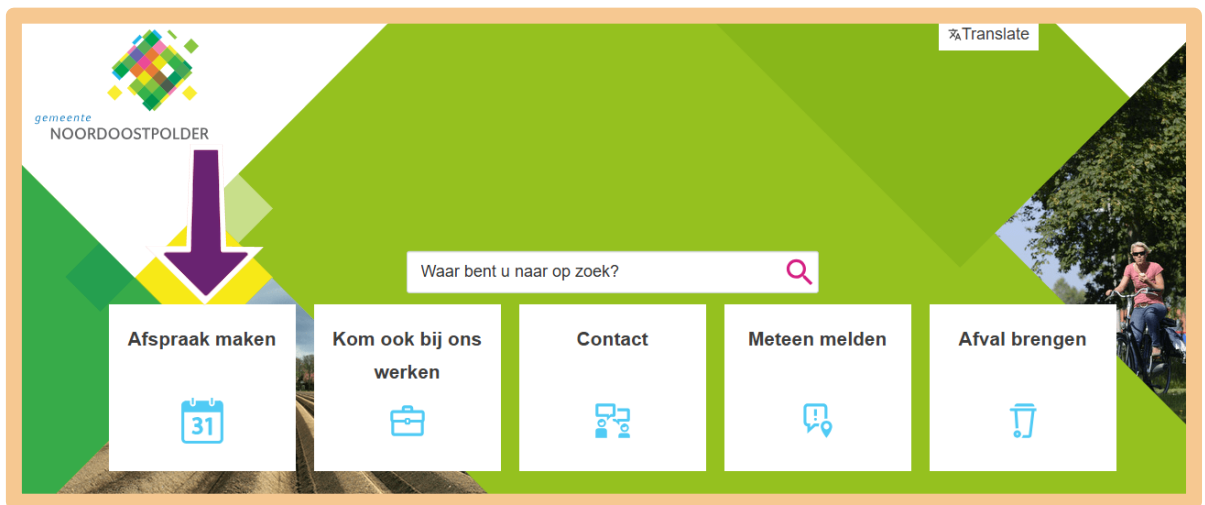 Translate
gemeente
NOORDOOSTPOLDER
Waar bent u naar op zoek?
Afspraak maken
31
Kom ook bij ons
werken
Contact
Meteen melden
Afval brengen